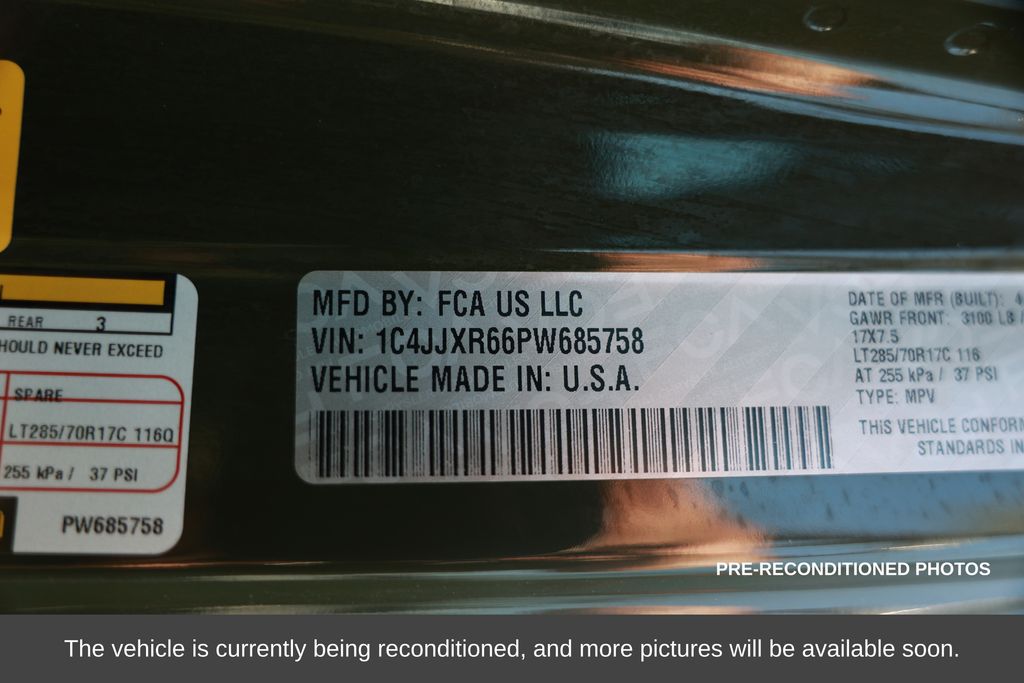 REAR 3
HOULD NEVER EXCEED
SPARE
LT285/70R17C 116Q
255 kPa / 37 PSI
PW685758
MFD BY: FCA US LLC
VIN: 1C4JJXR66PW685758
VEHICLE MADE IN: U.S.A.
DATE OF MFR (BUILT): 4
GAWR FRONT: 3100 LB /
17X7.5
LT285/70R17C 116
AT 255 kPa / 37 PSI
TYPE: MPV
THIS VEHICLE CONFORM
STANDARDS IN
PRE-RECONDITIONED PHOTOS
The vehicle is currently being reconditioned, and more pictures will be available soon.